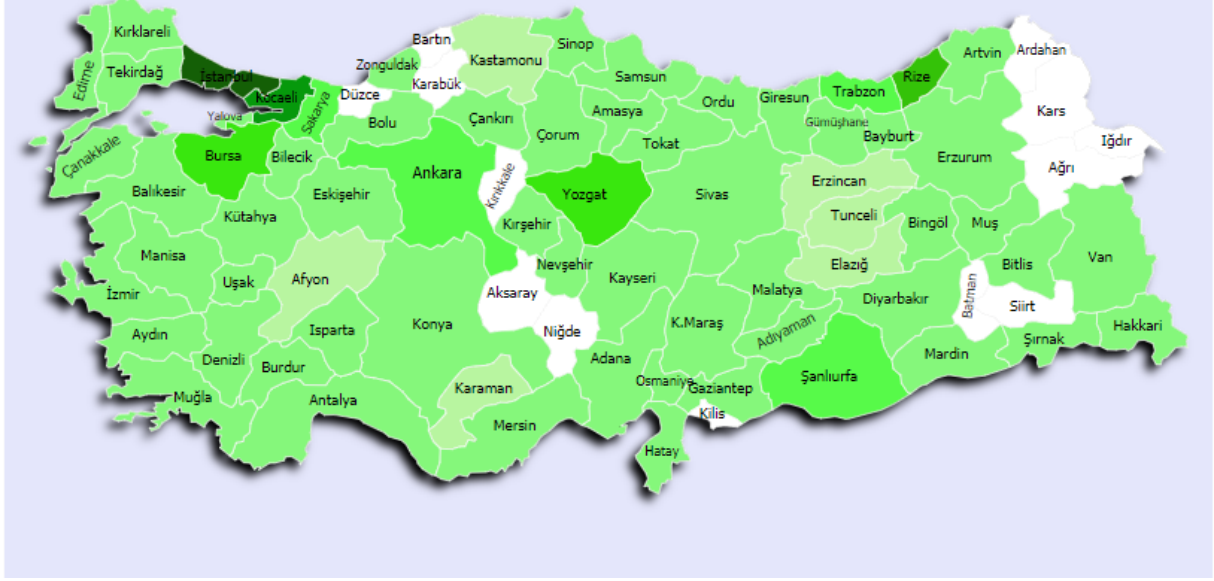 Kırklareli
Edirne
Tekirdağ
İstanbul
Kocaeli
Yalova
Sakarya
Düzce
Zonguldak
Bartın
Karabük
Kastamonu
Sinop
Samsun
Ordu
Giresun
Trabzon
Rize
Artvin
Ardahan
Kars
Iğdır
Ağrı
Çanakkale
Balıkesir
Bursa
Bilecik
Bolu
Çankırı
Çorum
Amasya
Tokat
Gümüşhane
Bayburt
Erzurum
Kütahya
Eskişehir
Ankara
Kırıkkale
Yozgat
Sivas
Erzincan
Tunceli
Bingöl
Muş
Kırşehir
Nevşehir
Kayseri
Elazığ
Bitlis
Van
Manisa
Uşak
Afyon
İzmir
Aydın
Denizli
Isparta
Burdur
Konya
Aksaray
Niğde
Malatya
Diyarbakır
Batman
Siirt
K.Maraş
Adıyaman
Şanlıurfa
Mardin
Şırnak
Hakkari
Muğla
Antalya
Karaman
Mersin
Adana
Osmaniye
Gaziantep
Kilis
Hatay